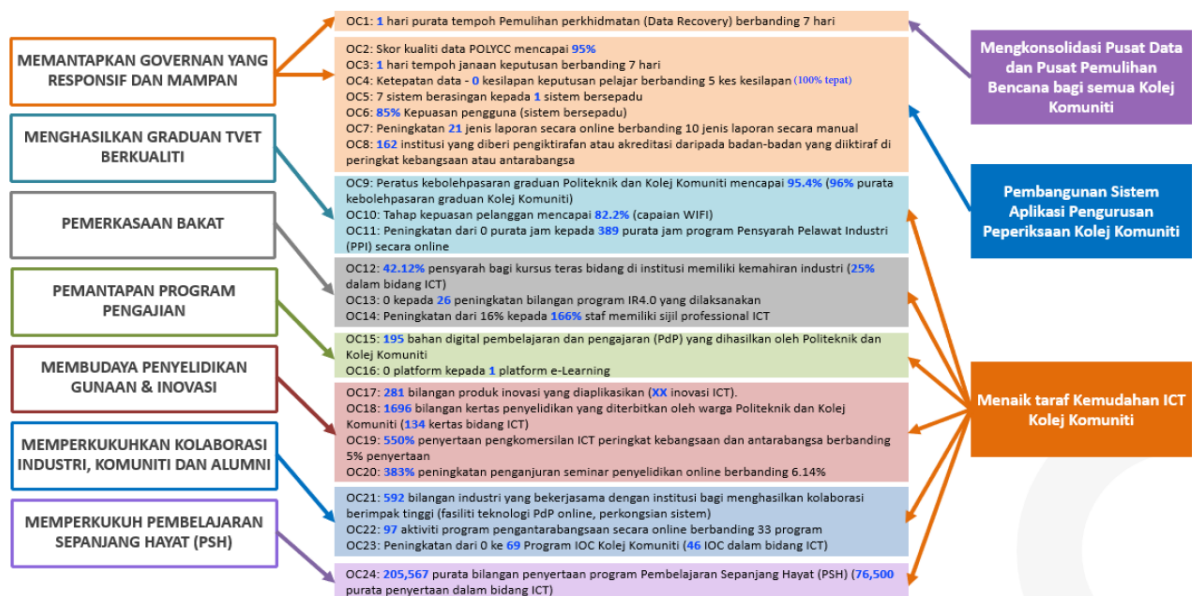 MEMANTAPKAN GOVERNAN YANG
RESPONSIF DAN MAMPAN
MENGHASILKAN GRADUAN TVET
BERKUALITI
PEMERKASAAN BAKAT
PEMANTAPAN PROGRAM
PENGAJIAN
MEMBUDAYA PENYELIDIKAN
GUNAAN & INOVASI
MEMPERKUKUHKAN KOLABORASI
INDUSTRI, KOMUNITI DAN ALUMNI
MEMPERKUKUH PEMBELAJARAN
SEPANJANG HAYAT (PSH)
OC1: 1 hari purata tempoh Pemulihan perkhidmatan (Data Recovery) berbanding 7 hari
OC2: Skor kualiti data POLYCC mencapai 95%
OC3: 1 hari tempoh janaan keputusan berbanding 7 hari
OC4: Ketepatan data - 0 kesilapan keputusan pelajar berbanding 5 kes kesilapan (100% tepat)
OC5: 7 sistem berasingan kepada 1 sistem bersepadu
OC6: 85% Kepuasan pengguna (sistem bersepadu)
OC7: Peningkatan 21 jenis laporan secara online berbanding 10 jenis laporan secara manual
OC8: 162 institusi yang diberi pengiktirafan atau akreditasi daripada badan-badan yang diiktiraf di
peringkat kebangsaan atau antarabangsa
OC9: Peratus kebolehpasaran graduan Politeknik dan Kolej Komuniti mencapai 95.4% (96% purata
kebolehpasaran graduan Kolej Komuniti)
OC10: Tahap kepuasan pelanggan mencapai 82.2% (capaian WIFI)
OC11: Peningkatan dari 0 purata jam kepada 389 purata jam program Pensyarah Pelawat Industri
(PPI) secara online
OC12: 42.12% pensyarah bagi kursus teras bidang di institusi memiliki kemahiran industri (25%
dalam bidang ICT)
OC13: 0 kepada 26 peningkatan bilangan program IR4.0 yang dilaksanakan
OC14: Peningkatan dari 16% kepada 166% staf memiliki sijil professional ICT
OC15: 195 bahan digital pembelajaran dan pengajaran (PdP) yang dihasilkan oleh Politeknik dan
Kolej Komuniti
OC16: 0 platform kepada 1 platform e-Learning
OC17: 281 bilangan produk inovasi yang diaplikasikan (XX inovasi ICT).
OC18: 1696 bilangan kertas penyelidikan yang diterbitkan oleh warga Politeknik dan Kolej
Komuniti (134 kertas bidang ICT)
OC19: 550% penyertaan pengkomersilan ICT peringkat kebangsaan dan antarabangsa berbanding
5% penyertaan
OC20: 383% peningkatan penganjuran seminar penyelidikan online berbanding 6.14%
OC21: 592 bilangan industri yang bekerjasama dengan institusi bagi menghasilkan kolaborasi
berimpak tinggi (fasiliti teknologi PdP online, perkongsian sistem)
OC22: 97 aktiviti program pengantarabangsaan secara online berbanding 33 program
OC23: Peningkatan dari 0 ke 69 Program IOC Kolej Komuniti (46 IOC dalam bidang ICT)
OC24: 205,567 purata bilangan penyertaan program Pembelajaran Sepanjang Hayat (PSH) (76,500
purata penyertaan dalam bidang ICT)
Mengkonsolidasi Pusat Data
dan Pusat Pemulihan
Bencana bagi semua Kolej
Komuniti
Pembangunan Sistem
Aplikasi Pengurusan
Peperiksaan Kolej Komuniti
Menaik taraf Kemudahan ICT
Kolej Komuniti